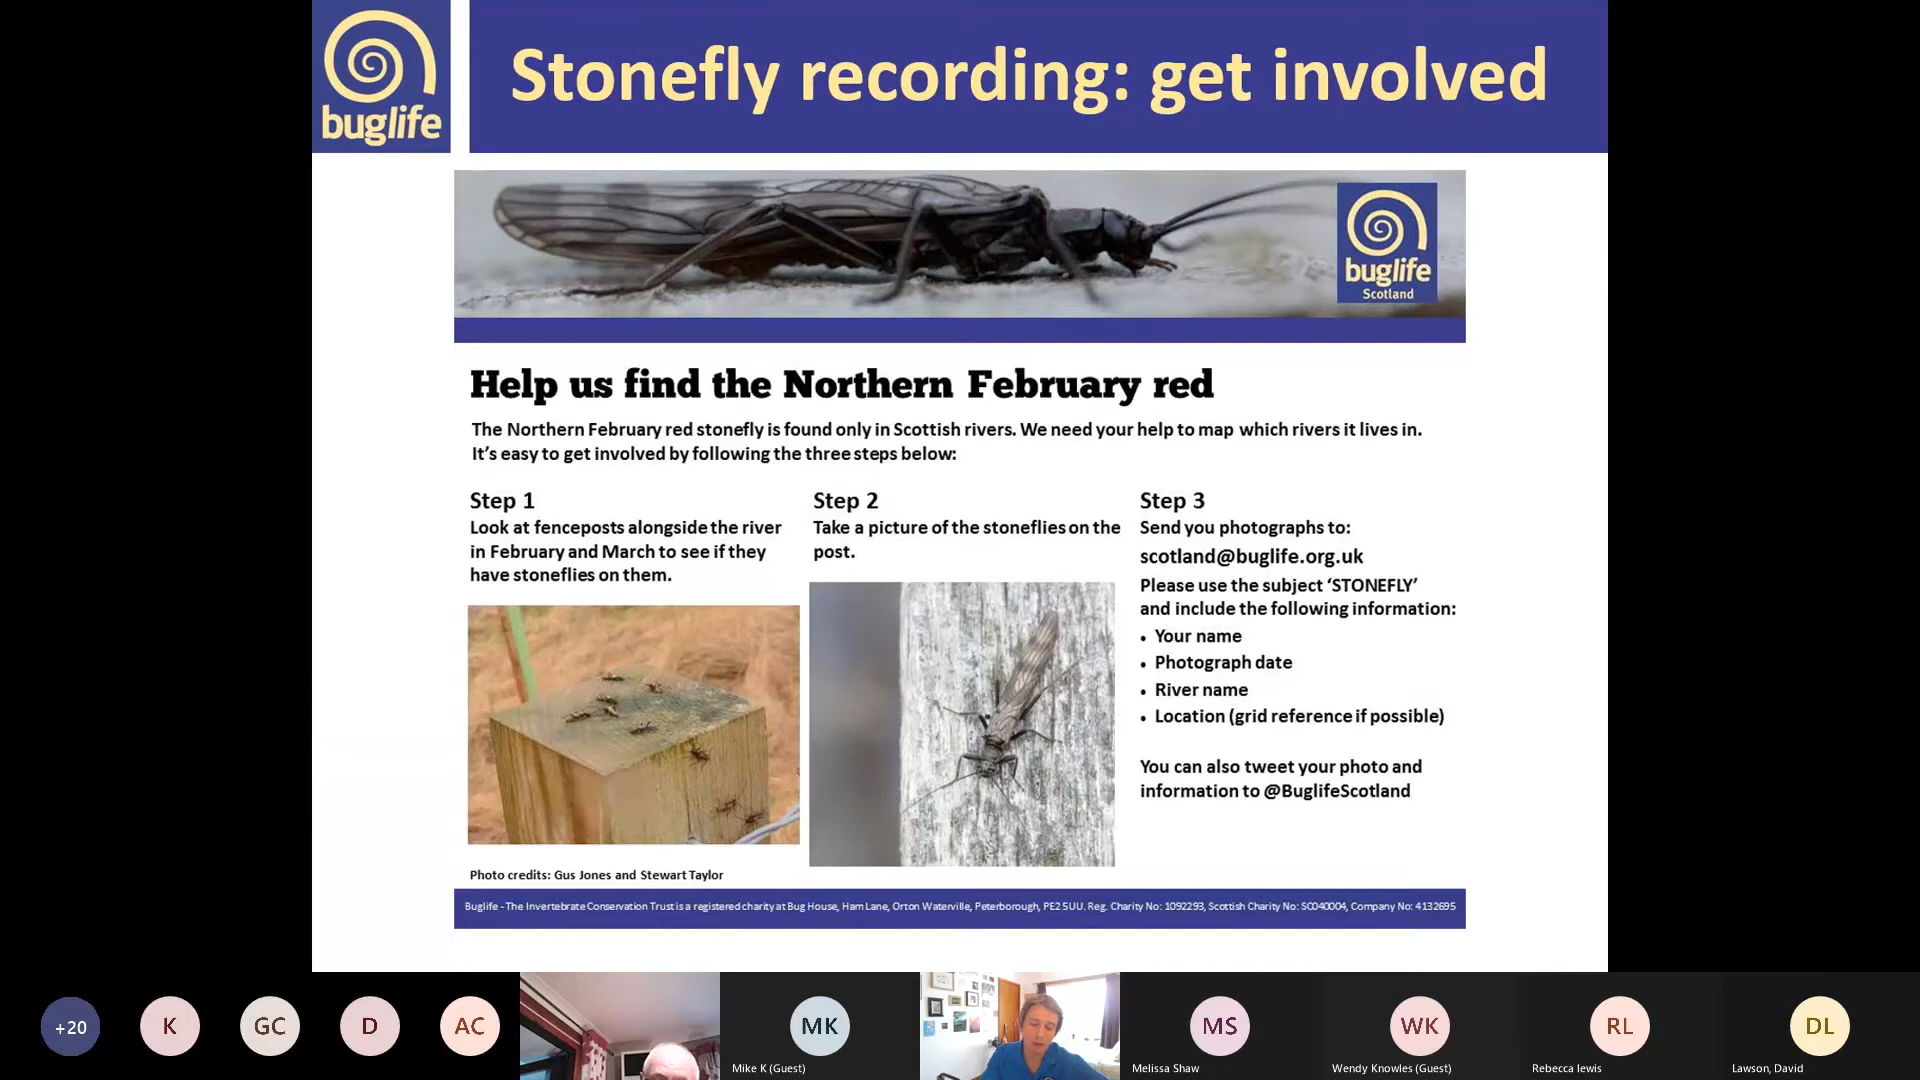 buglife
Stonefly recording: get involved
buglife
Scotland
Help us find the Northern February red
The Northern February red stonefly is found only in Scottish rivers. We need your help to map which rivers it lives in.
It’s easy to get involved by following the three steps below:
Step 1
Look at fenceposts alongside the river
in February and March to see if they
have stoneflies on them.
Step 2
Take a picture of the stoneflies on the
post.
Step 3
Send you photographs to:
scotland@buglife.org.uk
Please use the subject ‘STONEFLY’
and include the following information:
• Your name
• Photograph date
• River name
• Location (grid reference if possible)
You can also tweet your photo and
information to @BuglifeScotland
Photo credits: Gus Jones and Stewart Taylor
Buglife - The Invertebrate Conservation Trust is a registered charity at Bug House, Ham Lane, Orton Waterville, Peterborough, PE2 5UU. Reg. Charity No: 1092293, Scottish Charity No: SC040004, Company No: 4132695
+20
K
GC
D
AC
MK
Mike K (Guest)
MS
Melissa Shaw
WK
Wendy Knowles (Guest)
RL
Rebecca lewis
DL
Lawson, David